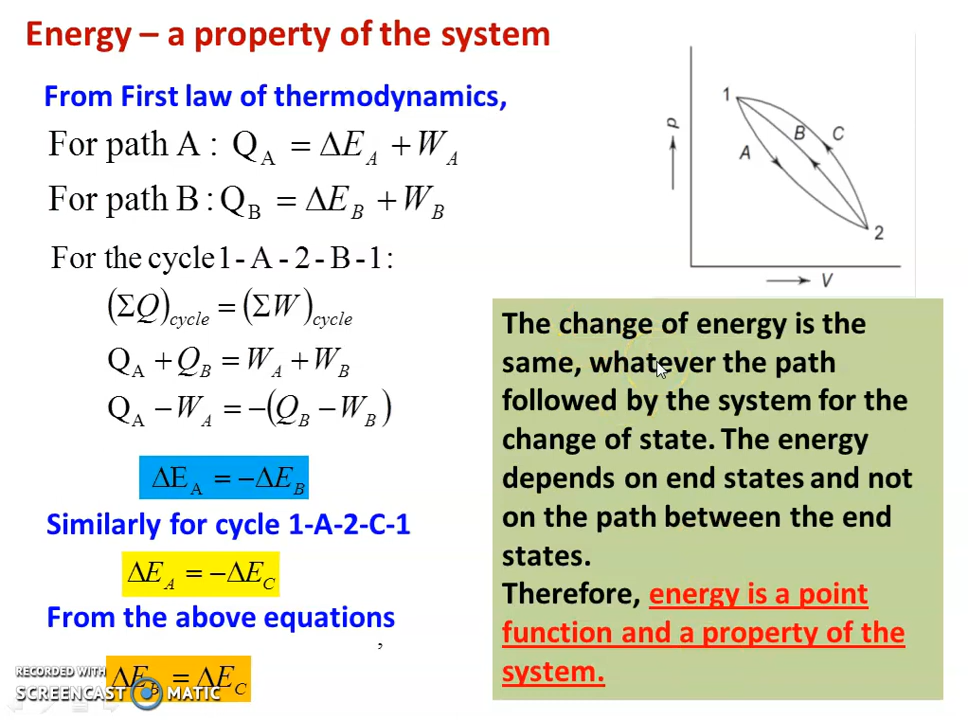 Energy – a property of the system
From First law of thermodynamics,
For path A : Q_A = ΔE_A + W_A
For path B : Q_B = ΔE_B + W_B
For the cycle 1 - A - 2 - B - 1 :
(ΣQ)_cycle = (ΣW)_cycle
Q_A + Q_B = W_A + W_B
Q_A − W_A = −(Q_B − W_B)
ΔE_A = −ΔE_B
Similarly for cycle 1-A-2-C-1
ΔE_A = −ΔE_C
From the above equations
,
ΔE_B = ΔE_C
P
1
A
B
C
2
V
The change of energy is the
same, whatever the path
followed by the system for the
change of state. The energy
depends on end states and not
on the path between the end
states.
Therefore, energy is a point
function and a property of the
system.
RECORDED WITH
SCREENCAST MATIC